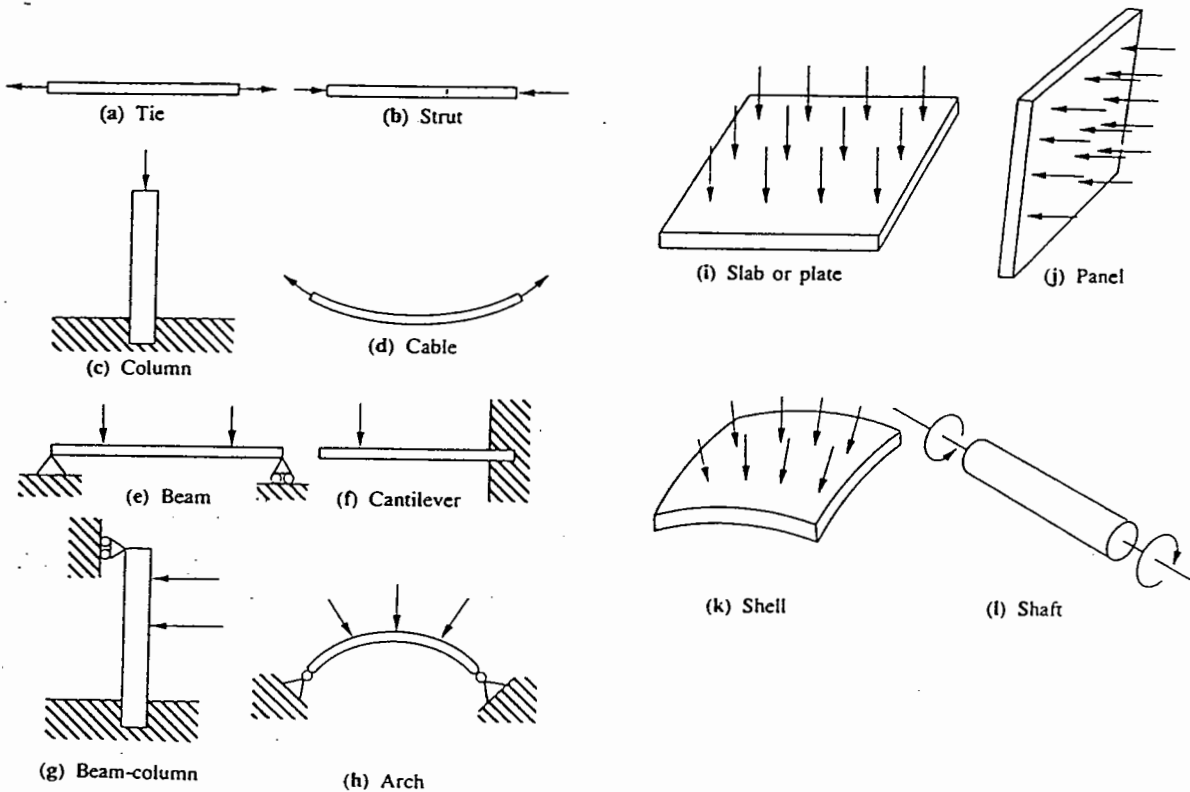 (a) Tie
(b) Strut
(c) Column
(d) Cable
(e) Beam
(f) Cantilever
(g) Beam-column
(h) Arch
(i) Slab or plate
(j) Panel
(k) Shell
(l) Shaft